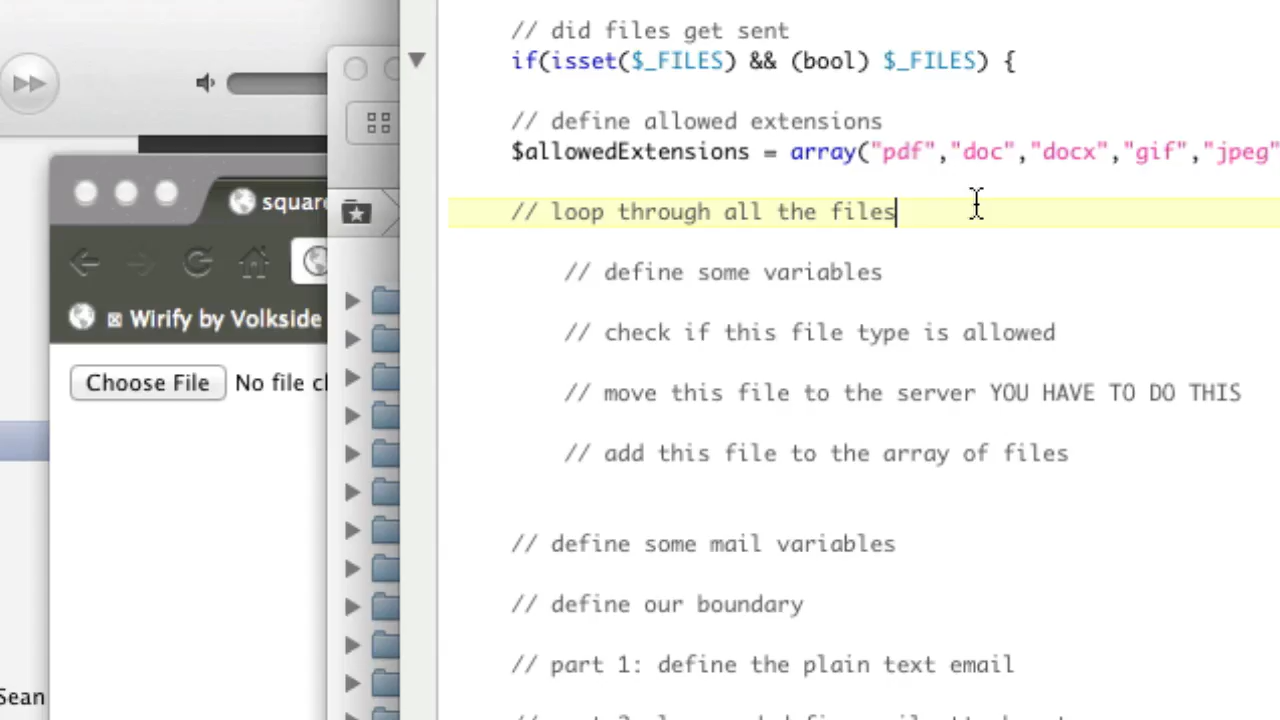 // did files get sent
if(isset($_FILES) && (bool) $_FILES) {
// define allowed extensions
$allowedExtensions = array("pdf","doc","docx","gif","jpeg"
// loop through all the files
// define some variables
// check if this file type is allowed
// move this file to the server YOU HAVE TO DO THIS
// add this file to the array of files
// define some mail variables
// define our boundary
// part 1: define the plain text email
square
Wirify by Volkside
Choose File No file
Sean